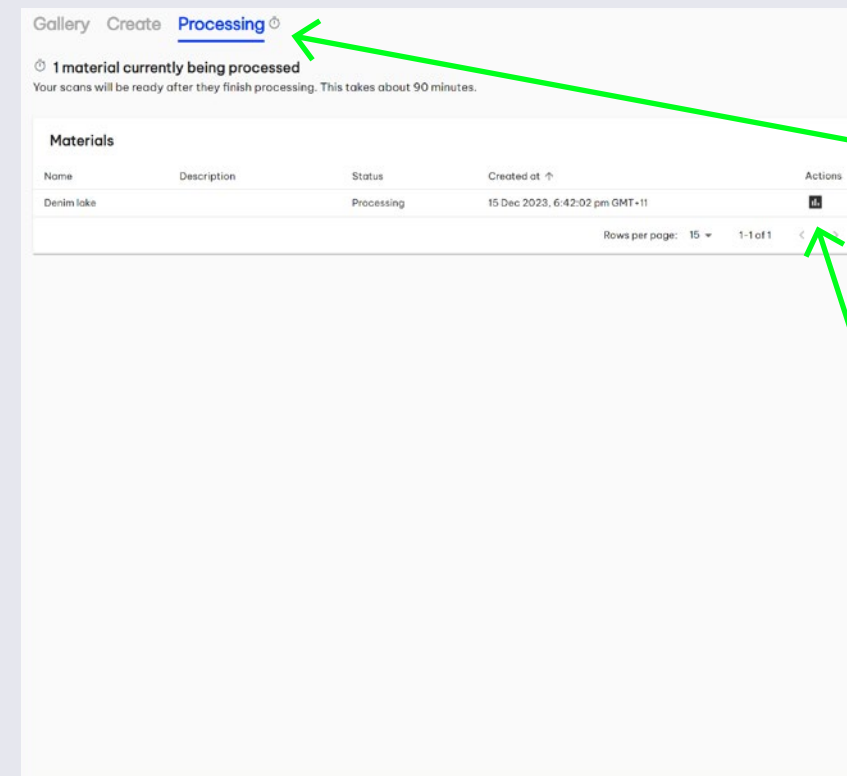 Gallery Create Processing
1 material currently being processed
Your scans will be ready after they finish processing. This takes about 90 minutes.
Materials
Name Description Status Created at ↑ Actions
Denim lake Processing 15 Dec 2023, 6:42:02 pm GMT+11
Rows per page: 15 1-1 of 1